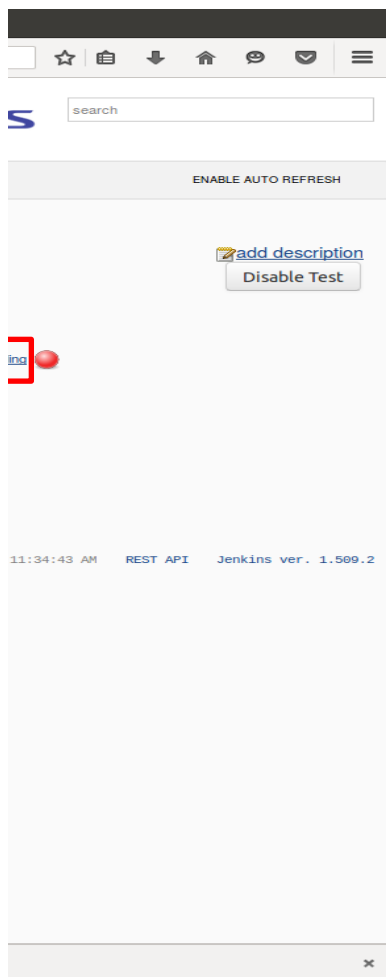 S
search
ENABLE AUTO REFRESH
add description
Disable Test
ing
11:34:43 AM REST API Jenkins ver. 1.509.2